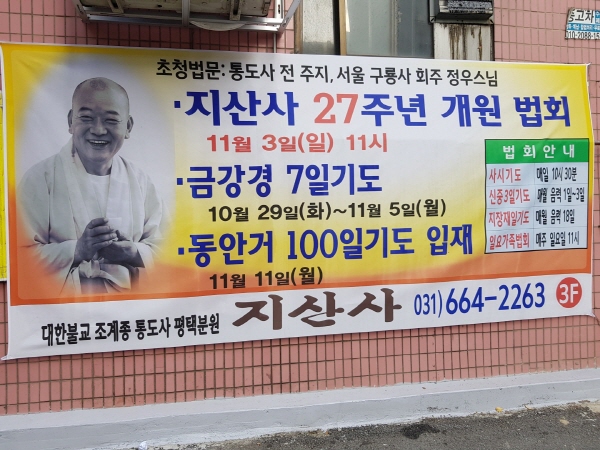 초청법문: 통도사 전 주지, 서울 구룡사 회주 정우스님
·지산사 27주년 개원 법회
11월 3일(일) 11시
·금강경 7일기도
10월 29일(화)~11월 5일(월)
·동안거 100일기도 입재
11월 11일(월)
법회안내
사시기도 매일 10시 30분
신중3일기도 매월 음력 1일~3일
지장재일기도 매월 음력 18일
일요가족법회 매주 일요일 11시
대한불교 조계종 통도사 평택분원 지산사 031) 664-2263 3F